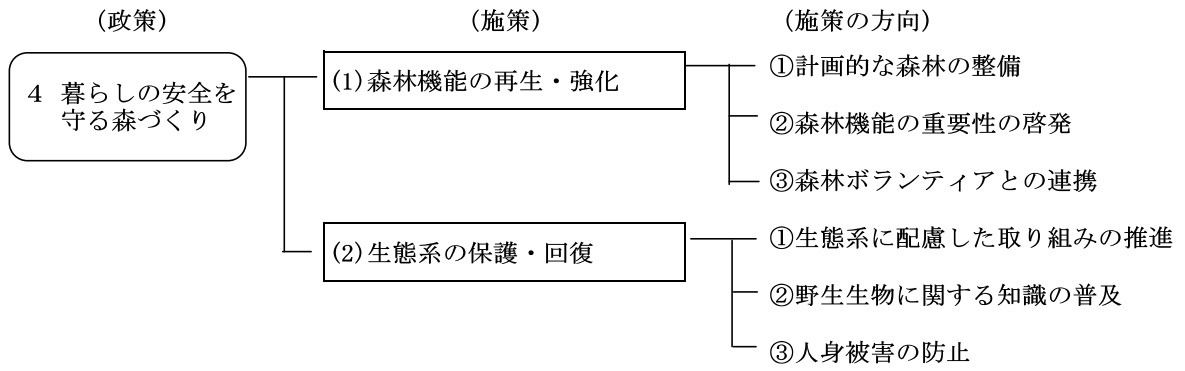 (政策)
(施策)
(施策の方向)
4 暮らしの安全を
守る森づくり
(1)森林機能の再生・強化
①計画的な森林の整備
②森林機能の重要性の啓発
③森林ボランティアとの連携
(2)生態系の保護・回復
①生態系に配慮した取り組みの推進
②野生生物に関する知識の普及
③人身被害の防止